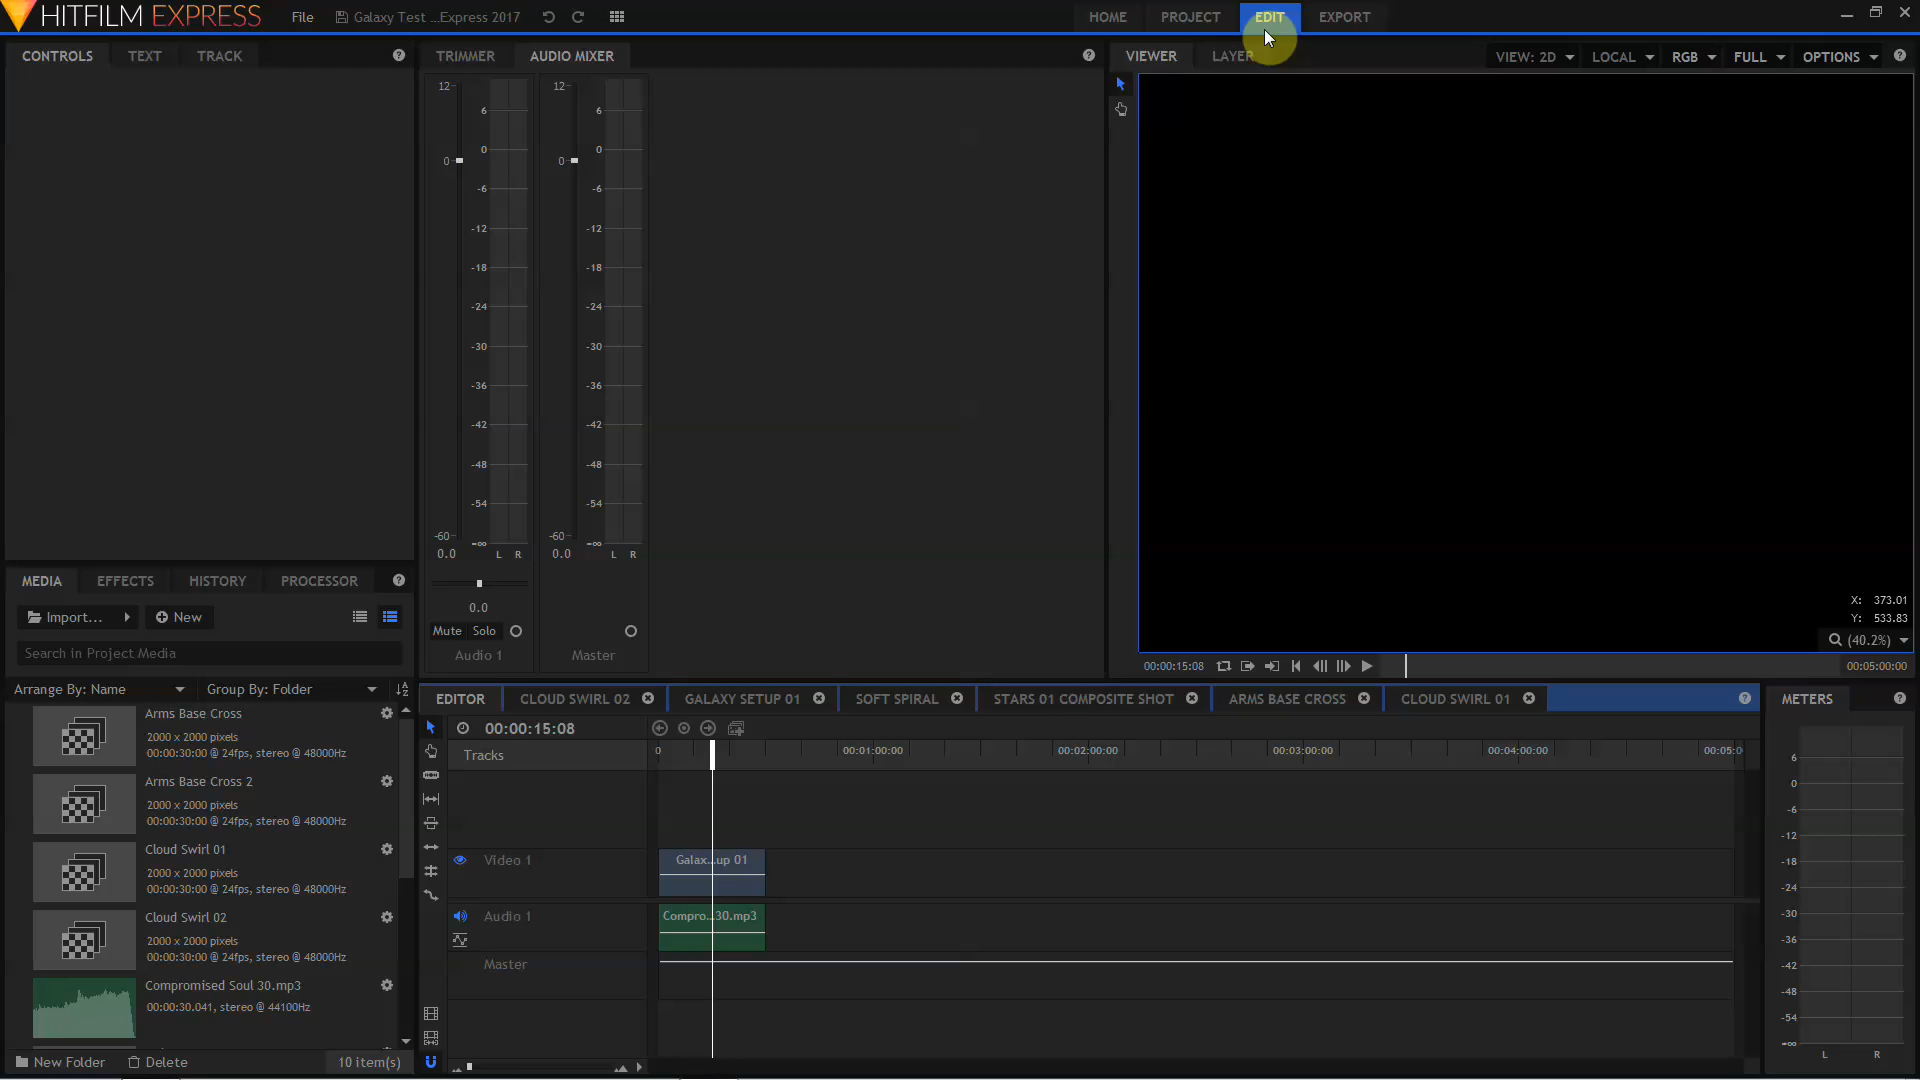 HITFILM EXPRESS
File
Galaxy Test ...Express 2017
HOME
PROJECT
EDIT
EXPORT
CONTROLS
TEXT
TRACK
TRIMMER
AUDIO MIXER
VIEWER
LAYER
VIEW: 2D
LOCAL
RGB
FULL
OPTIONS
12
0
-60
0.0
6
0
-6
-12
-18
-24
-30
-36
-42
-48
-54
-∞
L R
0.0
Mute Solo
Audio 1
12
0
-60
0.0
6
0
-6
-12
-18
-24
-30
-36
-42
-48
-54
-∞
L R
Master
X: 373.01
Y: 533.83
(40.2%)
00:00:15:08
00:05:00:00
MEDIA
EFFECTS
HISTORY
PROCESSOR
Import...
New
Search in Project Media
Arrange By: Name
Group By: Folder
Arms Base Cross
2000 x 2000 pixels
00:00:30:00 @ 24fps, stereo @ 48000Hz
Arms Base Cross 2
2000 x 2000 pixels
00:00:30:00 @ 24fps, stereo @ 48000Hz
Cloud Swirl 01
2000 x 2000 pixels
00:00:30:00 @ 24fps, stereo @ 48000Hz
Cloud Swirl 02
2000 x 2000 pixels
00:00:30:00 @ 24fps, stereo @ 48000Hz
Compromised Soul 30.mp3
00:00:30.041, stereo @ 44100Hz
New Folder
Delete
10 item(s)
EDITOR
CLOUD SWIRL 02
GALAXY SETUP 01
SOFT SPIRAL
STARS 01 COMPOSITE SHOT
ARMS BASE CROSS
CLOUD SWIRL 01
00:00:15:08
Tracks
0
00:01:00:00
00:02:00:00
00:03:00:00
00:04:00:00
00:05:0
Video 1
Galax...up 01
Audio 1
Compro...30.mp3
Master
METERS
6
0
-6
-12
-18
-24
-30
-36
-42
-48
-54
-∞
L R